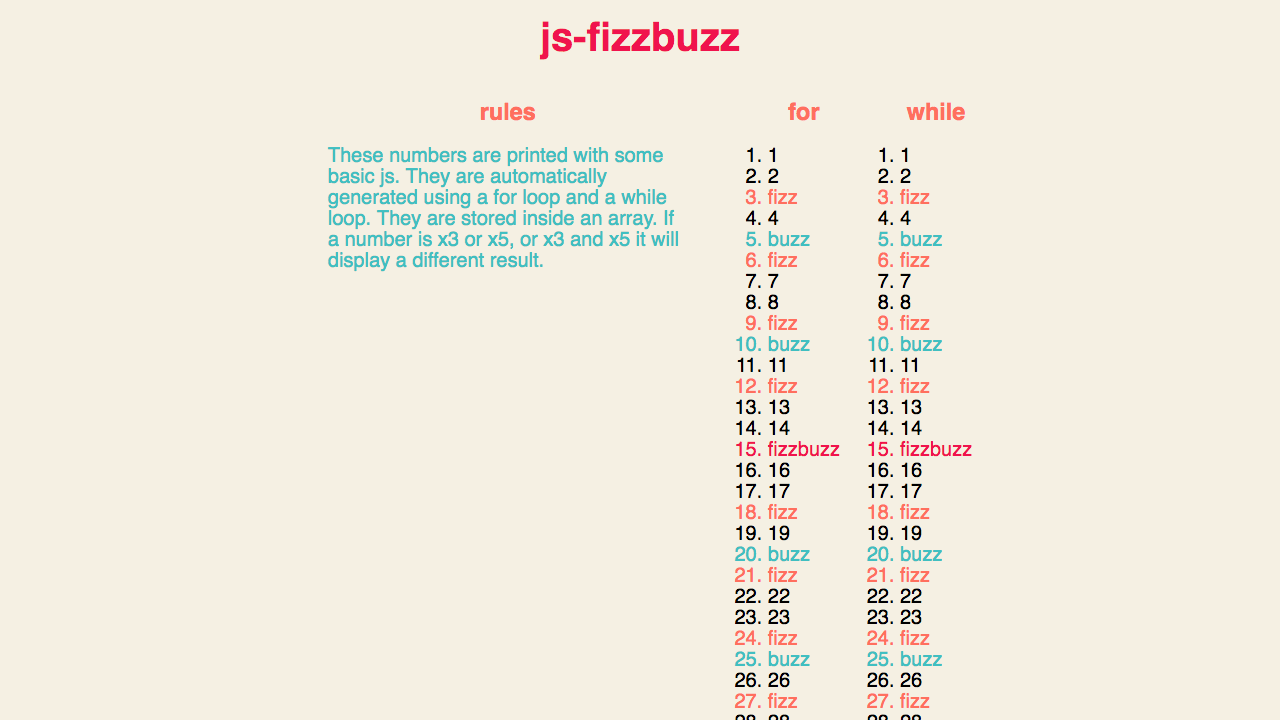 js-fizzbuzz
rules
These numbers are printed with some
basic js. They are automatically
generated using a for loop and a while
loop. They are stored inside an array. If
a number is x3 or x5, or x3 and x5 it will
display a different result.
for
1. 1
2. 2
3. fizz
4. 4
5. buzz
6. fizz
7. 7
8. 8
9. fizz
10. buzz
11. 11
12. fizz
13. 13
14. 14
15. fizzbuzz
16. 16
17. 17
18. fizz
19. 19
20. buzz
21. fizz
22. 22
23. 23
24. fizz
25. buzz
26. 26
27. fizz
28. 28
while
1. 1
2. 2
3. fizz
4. 4
5. buzz
6. fizz
7. 7
8. 8
9. fizz
10. buzz
11. 11
12. fizz
13. 13
14. 14
15. fizzbuzz
16. 16
17. 17
18. fizz
19. 19
20. buzz
21. fizz
22. 22
23. 23
24. fizz
25. buzz
26. 26
27. fizz
28. 28